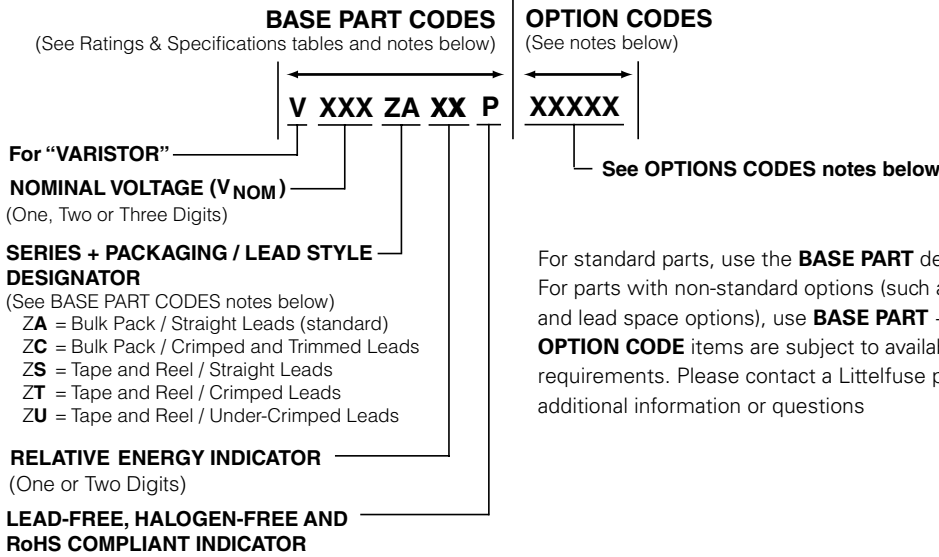 BASE PART CODES
(See Ratings & Specifications tables and notes below)
OPTION CODES
(See notes below)
V XXX ZA XX P XXXXX
For "VARISTOR"
See OPTIONS CODES notes below
NOMINAL VOLTAGE (VNOM)
(One, Two or Three Digits)
SERIES + PACKAGING / LEAD STYLE
DESIGNATOR
(See BASE PART CODES notes below)
ZA = Bulk Pack / Straight Leads (standard)
ZC = Bulk Pack / Crimped and Trimmed Leads
ZS = Tape and Reel / Straight Leads
ZT = Tape and Reel / Crimped Leads
ZU = Tape and Reel / Under-Crimped Leads
RELATIVE ENERGY INDICATOR
(One or Two Digits)
LEAD-FREE, HALOGEN-FREE AND
RoHS COMPLIANT INDICATOR
For standard parts, use the BASE PART
For parts with non-standard options (such
and lead space options), use BASE PART
OPTION CODE items are subject to
requirements. Please contact a Littelfuse
additional information or questions